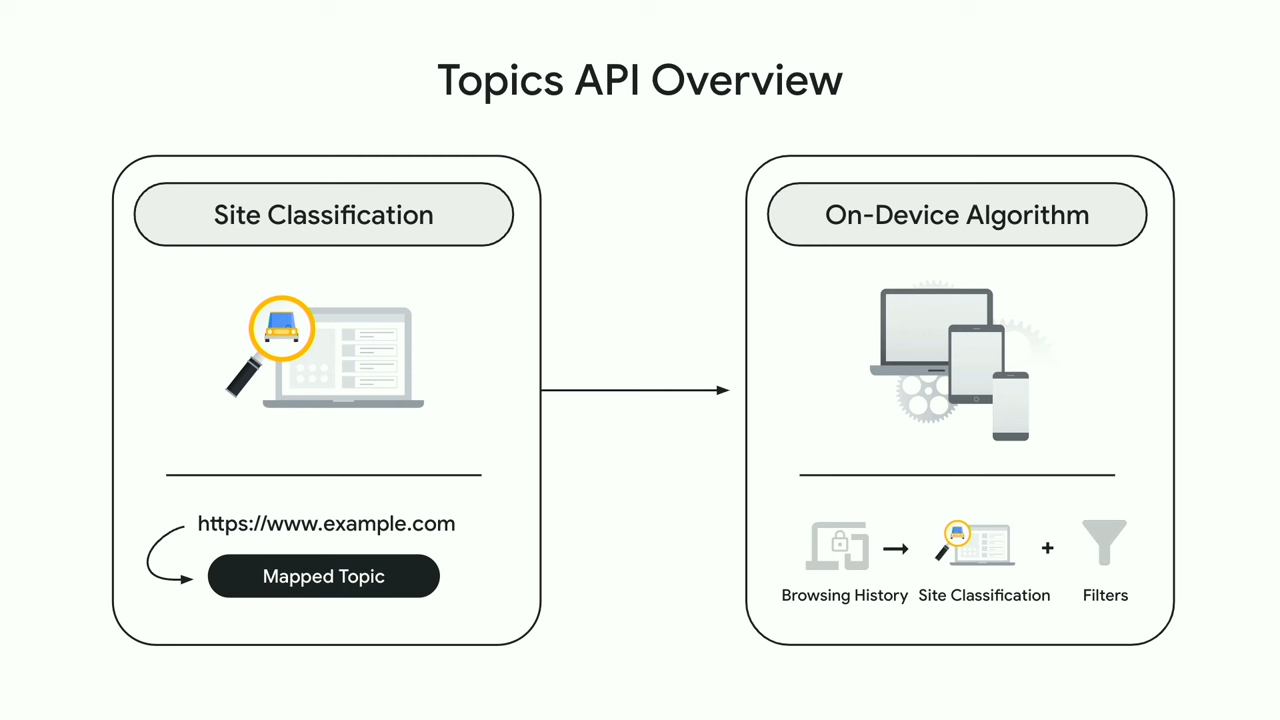 Topics API Overview
Site Classification
https://www.example.com
Mapped Topic
On-Device Algorithm
Browsing History
Site Classification
+
Filters